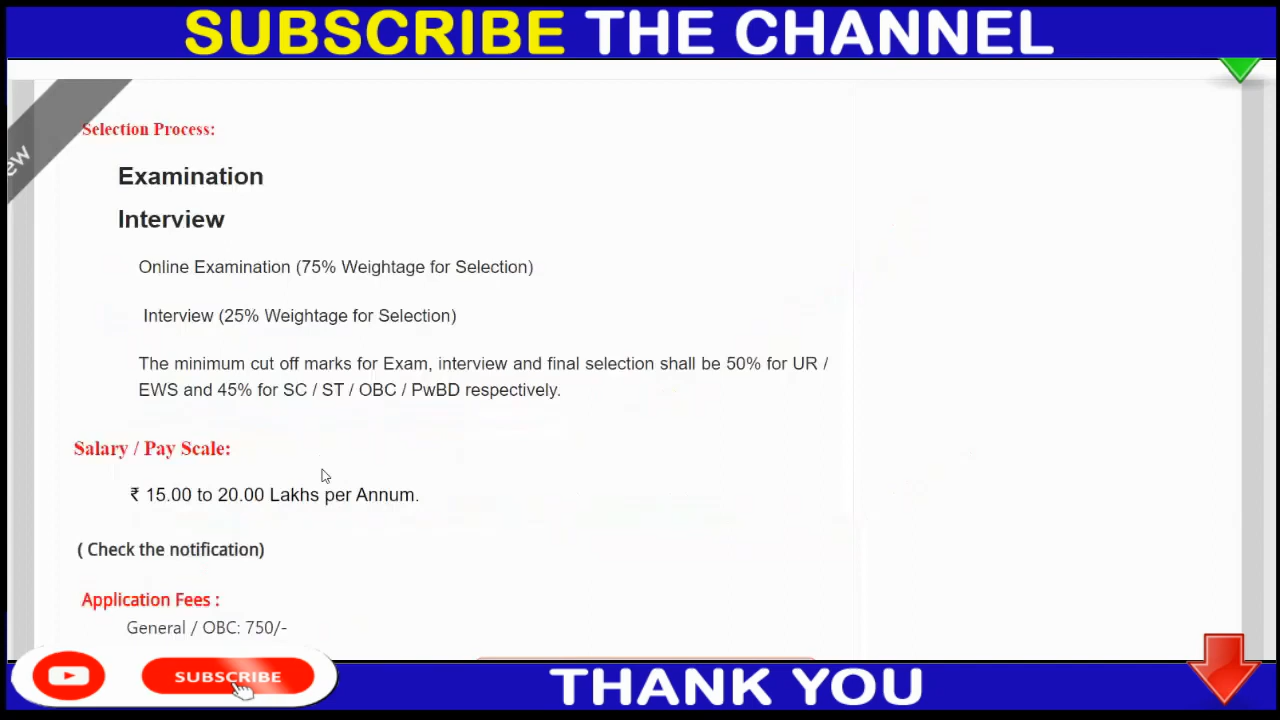 SUBSCRIBE THE CHANNEL
Selection Process:
Examination
Interview
Online Examination (75% Weightage for Selection)
Interview (25% Weightage for Selection)
The minimum cut off marks for Exam, interview and final selection shall be 50% for UR /
EWS and 45% for SC / ST / OBC / PwBD respectively.
Salary / Pay Scale:
₹ 15.00 to 20.00 Lakhs per Annum.
( Check the notification)
Application Fees :
General / OBC: 750/-
SUBSCRIBE
THANK YOU